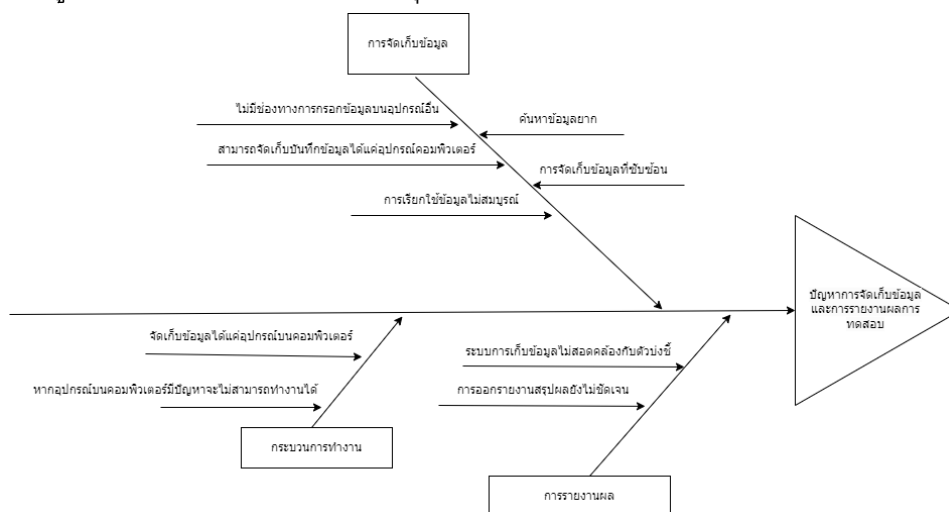 การจัดเก็บข้อมูล
ไม่มีช่องทางการกรอกข้อมูลบนอุปกรณ์อื่น
ค้นหาข้อมูลยาก
สามารถจัดเก็บบันทึกข้อมูลได้แค่อุปกรณ์คอมพิวเตอร์
การจัดเก็บข้อมูลที่ซับซ้อน
การเรียกใช้ข้อมูลไม่สมบูรณ์
ปัญหาการจัดเก็บข้อมูล
และการรายงานผลการ
ทดสอบ
จัดเก็บข้อมูลได้แค่อุปกรณ์บนคอมพิวเตอร์
ระบบการเก็บข้อมูลไม่สอดคล้องกับตัวบ่งชี้
หากอุปกรณ์บนคอมพิวเตอร์มีปัญหาจะไม่สามารถทำงานได้
การออกรายงานสรุปผลยังไม่ชัดเจน
กระบวนการทำงาน
การรายงานผล